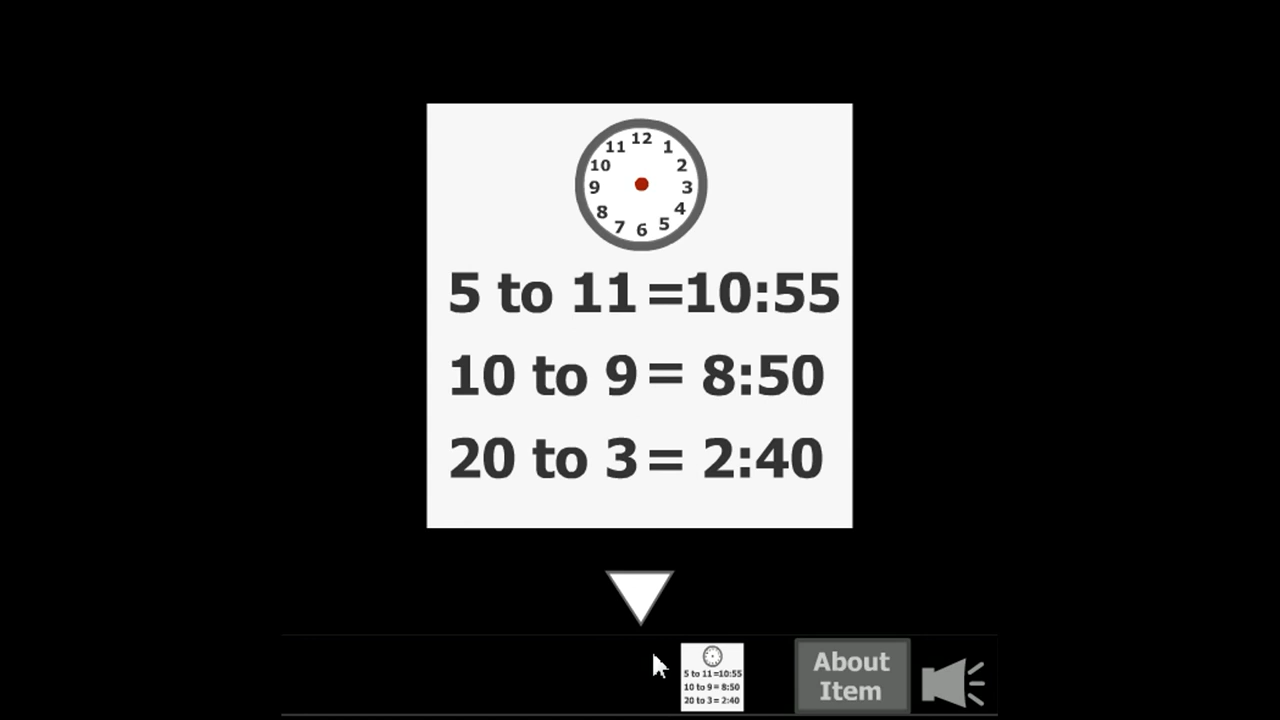 12
11 1
10 2
9 3
8 4
7 5
6
5 to 11 =10:55
10 to 9 = 8:50
20 to 3 = 2:40
5 to 11 =10:55
10 to 9 = 8:50
20 to 3 = 2:40
About
Item